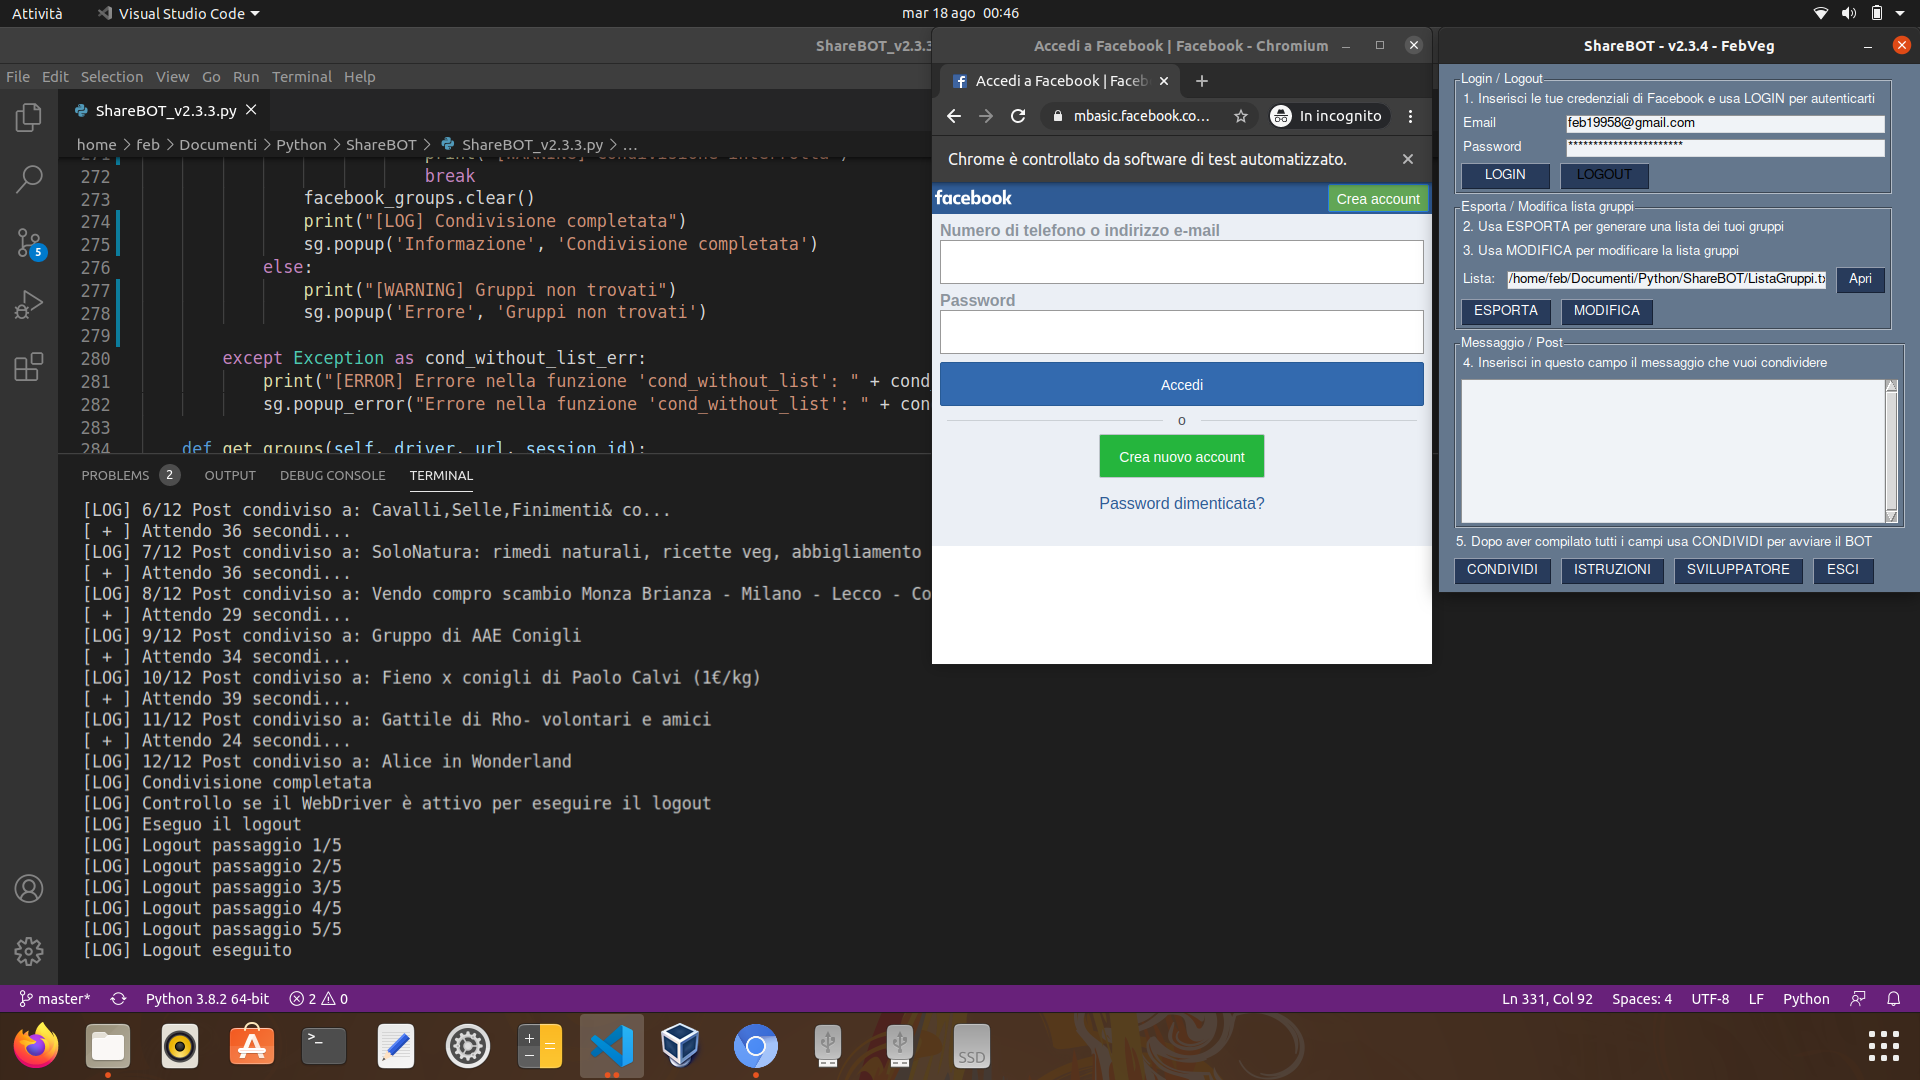 Attività
Visual Studio Code
mar 18 ago 00:46
ShareBOT_v2.3.3
File Edit Selection View Go Run Terminal Help
ShareBOT_v2.3.3.py
home > feb > Documenti > Python > ShareBOT > ShareBOT_v2.3.3.py > ...
272 break
273 facebook_groups.clear()
274 print("[LOG] Condivisione completata")
275 sg.popup('Informazione', 'Condivisione completata')
276 else:
277 print("[WARNING] Gruppi non trovati")
278 sg.popup('Errore', 'Gruppi non trovati')
279
280 except Exception as cond_without_list_err:
281 print("[ERROR] Errore nella funzione 'cond_without_list': " + cond
282 sg.popup_error("Errore nella funzione 'cond_without_list': " + con
283
284 def get_groups(self, driver, url, session_id):
5
PROBLEMS 2 OUTPUT DEBUG CONSOLE TERMINAL
[LOG] 6/12 Post condiviso a: Cavalli,Selle,Finimenti& co...
[ + ] Attendo 36 secondi...
[LOG] 7/12 Post condiviso a: SoloNatura: rimedi naturali, ricette veg, abbigliamento
[ + ] Attendo 36 secondi...
[LOG] 8/12 Post condiviso a: Vendo compro scambio Monza Brianza - Milano - Lecco - Co
[ + ] Attendo 29 secondi...
[LOG] 9/12 Post condiviso a: Gruppo di AAE Conigli
[ + ] Attendo 34 secondi...
[LOG] 10/12 Post condiviso a: Fieno x conigli di Paolo Calvi (1€/kg)
[ + ] Attendo 39 secondi...
[LOG] 11/12 Post condiviso a: Gattile di Rho- volontari e amici
[ + ] Attendo 24 secondi...
[LOG] 12/12 Post condiviso a: Alice in Wonderland
[LOG] Condivisione completata
[LOG] Controllo se il WebDriver è attivo per eseguire il logout
[LOG] Eseguo il logout
[LOG] Logout passaggio 1/5
[LOG] Logout passaggio 2/5
[LOG] Logout passaggio 3/5
[LOG] Logout passaggio 4/5
[LOG] Logout passaggio 5/5
[LOG] Logout eseguito
master* Python 3.8.2 64-bit 2 0
Ln 331, Col 92 Spaces: 4 UTF-8 LF Python
SSD
Accedi a Facebook | Facebook - Chromium
Accedi a Facebook | Faceb
mbasic.facebook.co...
In incognito
Chrome è controllato da software di test automatizzato.
facebook
Crea account
Numero di telefono o indirizzo e-mail
Password
Accedi
o
Crea nuovo account
Password dimenticata?
ShareBOT - v2.3.4 - FebVeg
Login / Logout
1. Inserisci le tue credenziali di Facebook e usa LOGIN per autenticarti
Email feb19958@gmail.com
Password ***********************
LOGIN LOGOUT
Esporta / Modifica lista gruppi
2. Usa ESPORTA per generare una lista dei tuoi gruppi
3. Usa MODIFICA per modificare la lista gruppi
Lista: /home/feb/Documenti/Python/ShareBOT/ListaGruppi.tx Apri
ESPORTA MODIFICA
Messaggio / Post
4. Inserisci in questo campo il messaggio che vuoi condividere
5. Dopo aver compilato tutti i campi usa CONDIVIDI per avviare il BOT
CONDIVIDI ISTRUZIONI SVILUPPATORE ESCI